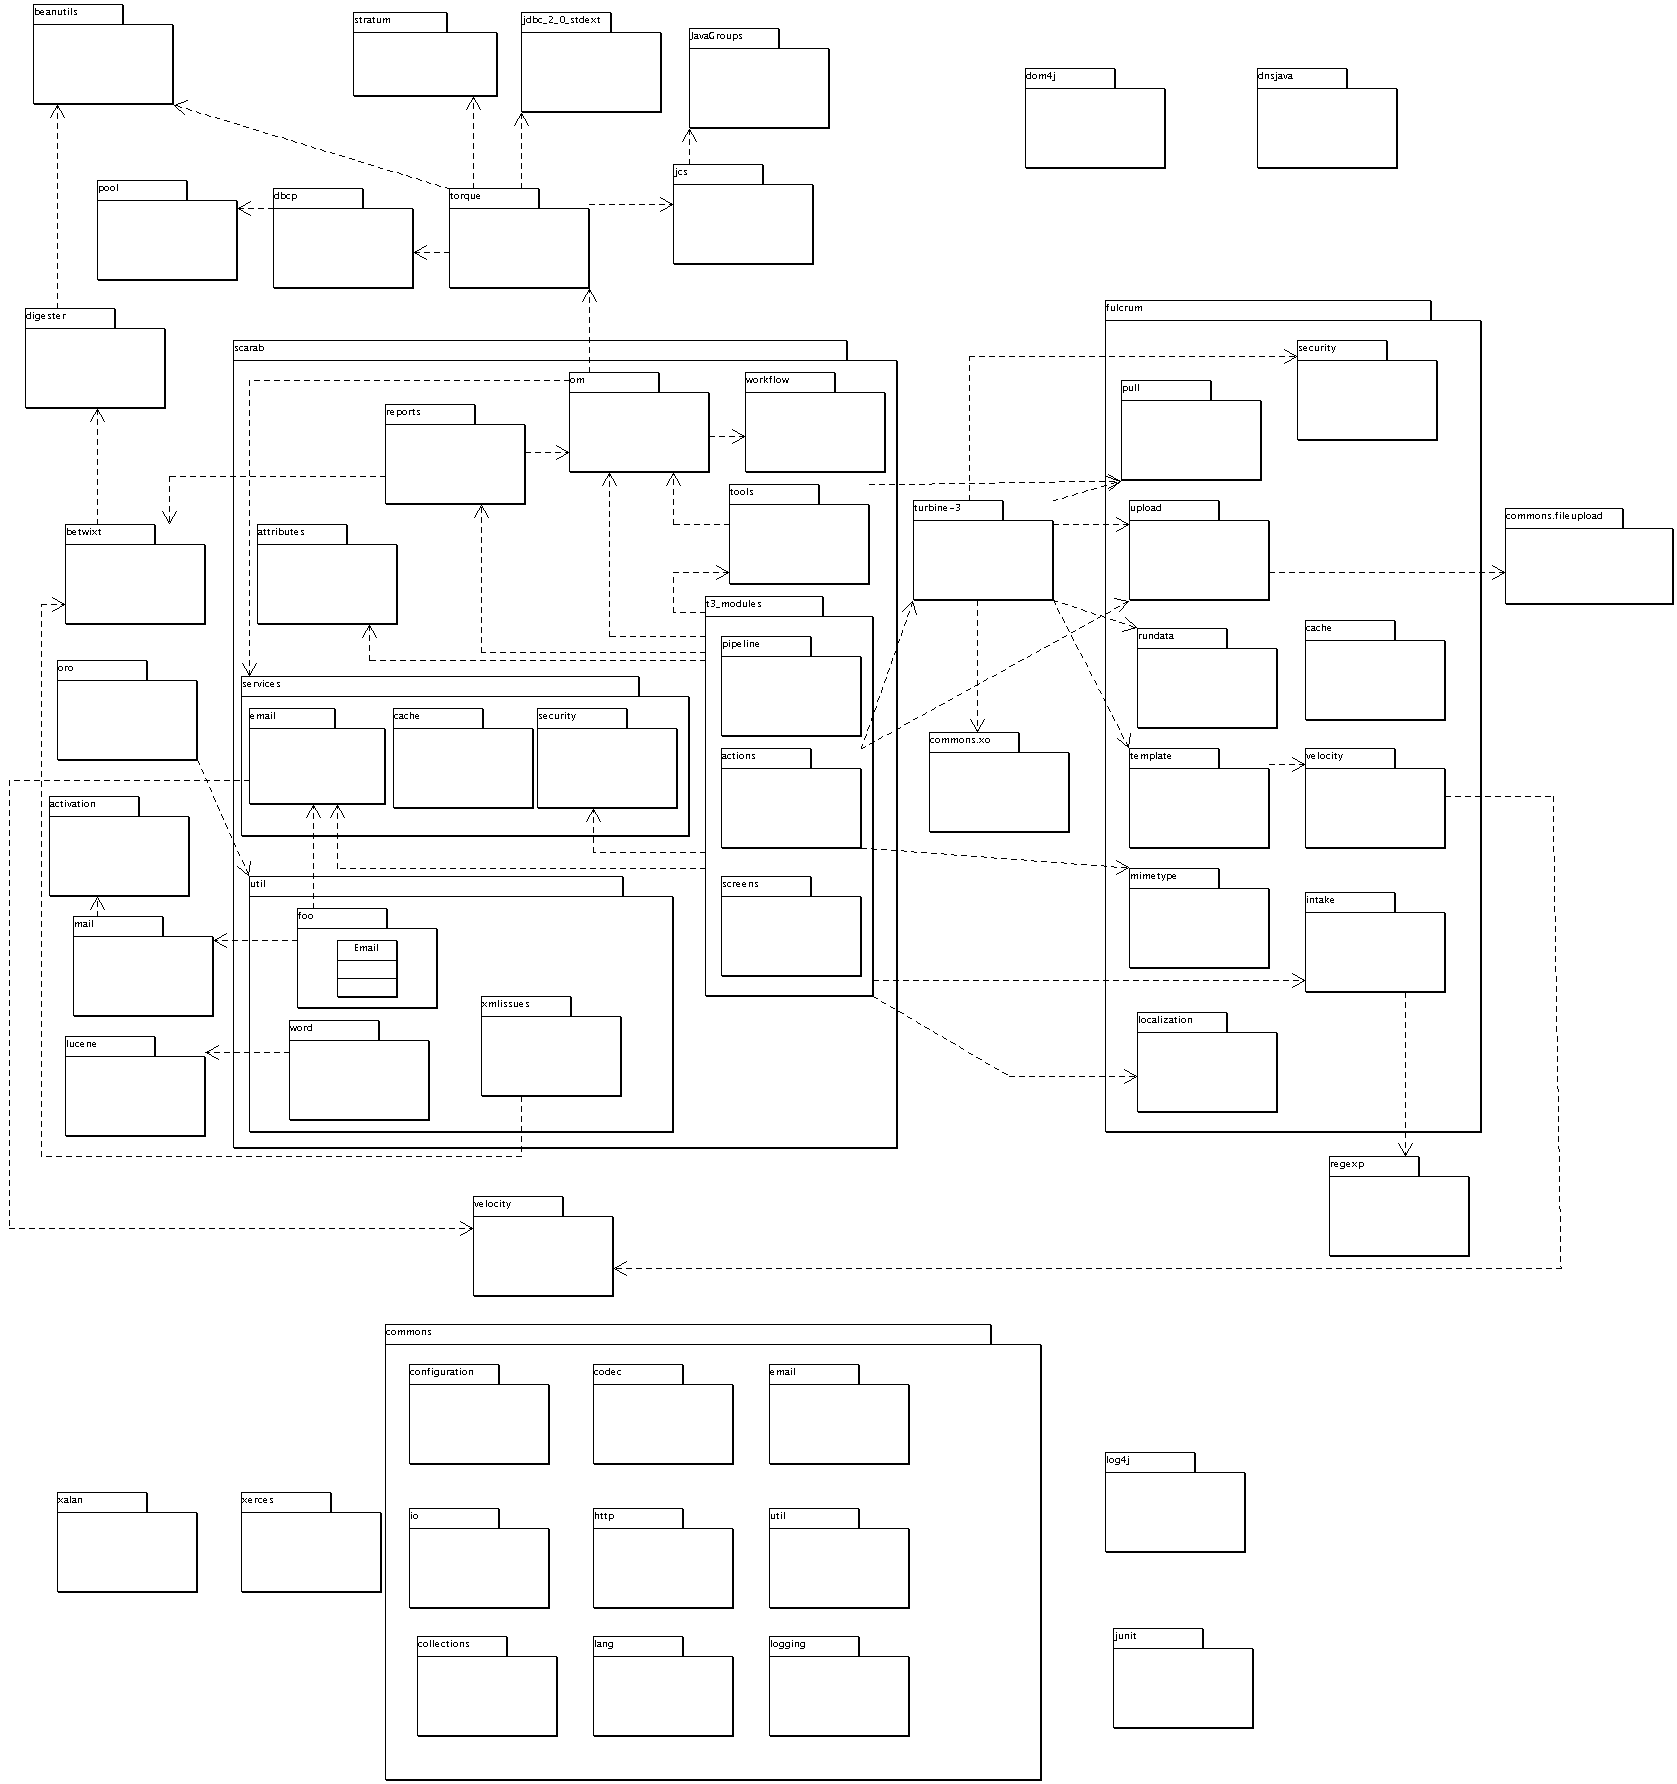 beanutils
stratum
jdbc_2_0_stdext
JavaGroups
dom4j
dnsjava
pool
dbcp
torque
jcs
digester
fulcrum
scarab
security
om
workflow
pull
reports
tools
turbine-3
upload
commons.fileupload
betwixt
attributes
t3_modules
cache
rundata
pipeline
oro
services
email
cache
security
commons.xo
actions
template
velocity
activation
mimetype
util
screens
intake
mail
foo
Email
xmlissues
localization
word
lucene
regexp
velocity
commons
configuration
codec
email
log4j
xalan
xerces
io
http
util
junit
collections
lang
logging